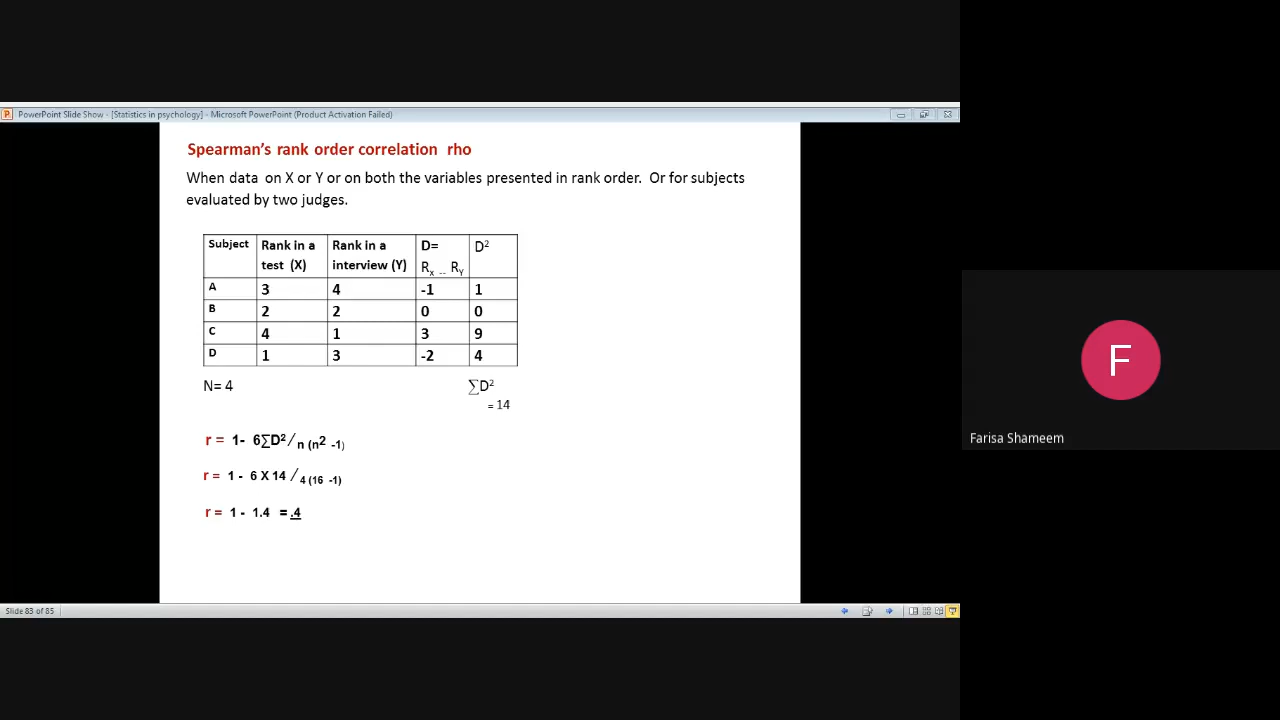 PowerPoint Slide Show - [Statistics in psychology] - Microsoft PowerPoint (Product Activation Failed)
Spearman's rank order correlation rho
When data on X or Y or on both the variables presented in rank order. Or for subjects
evaluated by two judges.
Subject Rank in a test (X) Rank in a interview (Y) D= Rx -- RY D²
A 3 4 -1 1
B 2 2 0 0
C 4 1 3 9
D 1 3 -2 4
N= 4 ∑D²
= 14
r = 1- 6∑D² / n (n2 -1)
r = 1 - 6 X 14 / 4 (16 -1)
r = 1 - 1.4 = .4
Slide 83 of 85
F
Farisa Shameem